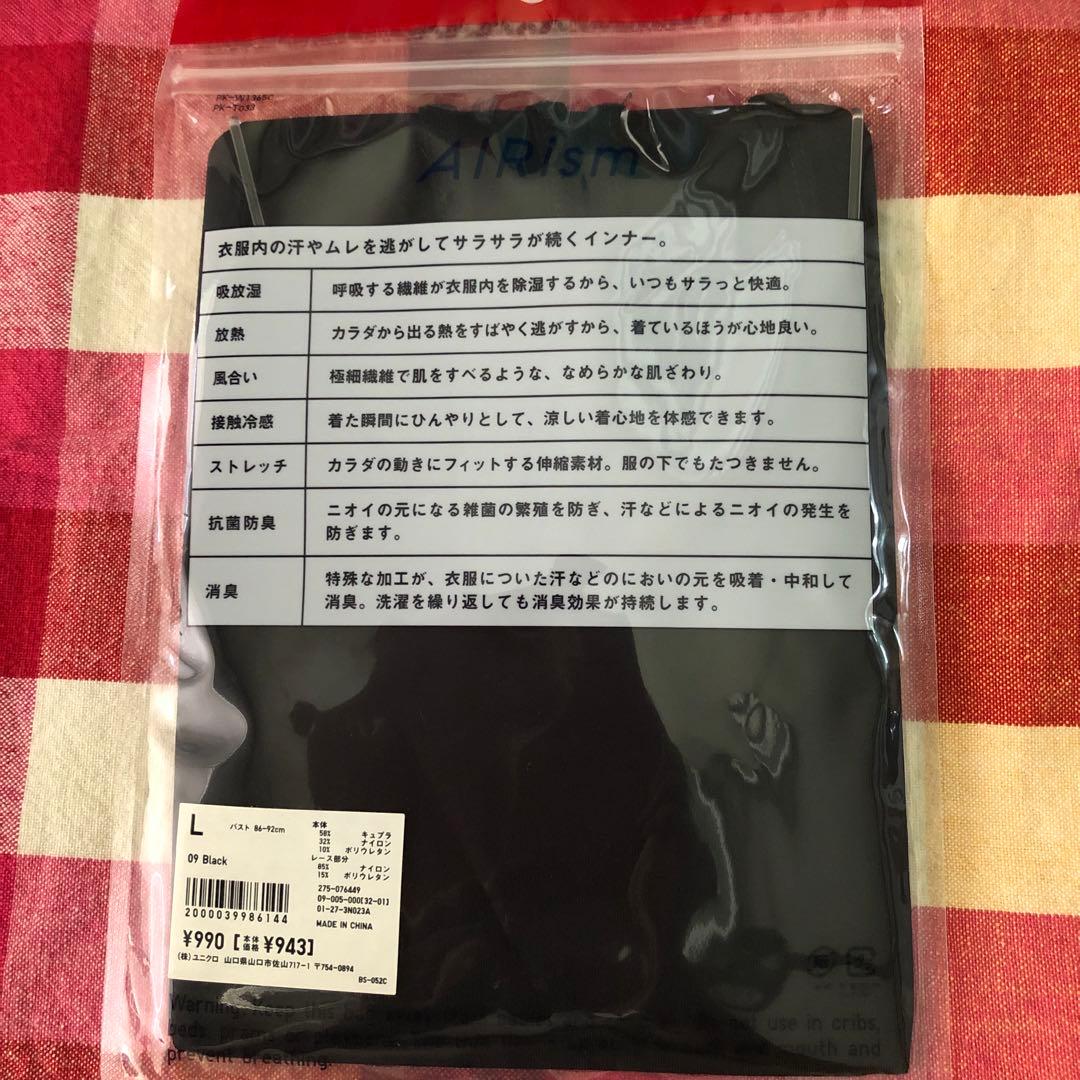 PK-W1365C
PK-T033
AIRism
衣服内の汗やムレを逃がしてサラサラが続くインナー。
吸放湿 呼吸する繊維が衣服内を除湿するから、いつもサラっと快適。
放熱 カラダから出る熱をすばやく逃がすから、着ているほうが心地良い。
風合い 極細繊維で肌をすべるような、なめらかな肌ざわり。
接触冷感 着た瞬間にひんやりとして、涼しい着心地を体感できます。
ストレッチ カラダの動きにフィットする伸縮素材。服の下でもたつきません。
抗菌防臭 ニオイの元になる雑菌の繁殖を防ぎ、汗などによるニオイの発生を
防ぎます。
消臭 特殊な加工が、衣服についた汗などのにおいの元を吸着・中和して
消臭。洗濯を繰り返しても消臭効果が持続します。
L バスト 86-92cm
09 Black
2000039986144
本体
58% キュプラ
32% ナイロン
10% ポリウレタン
レース部分
85% ナイロン
15% ポリウレタン
275-076449
09-005-000[32-01]
01-27-3N023A
MADE IN CHINA
¥990 [本体価格 ¥943]
(株)ユニクロ 山口県山口市佐山717-1 〒754-0894
BS-052C
Warning: Keep this bag away use in cribs,
beds, mouth and
prevent breathing.